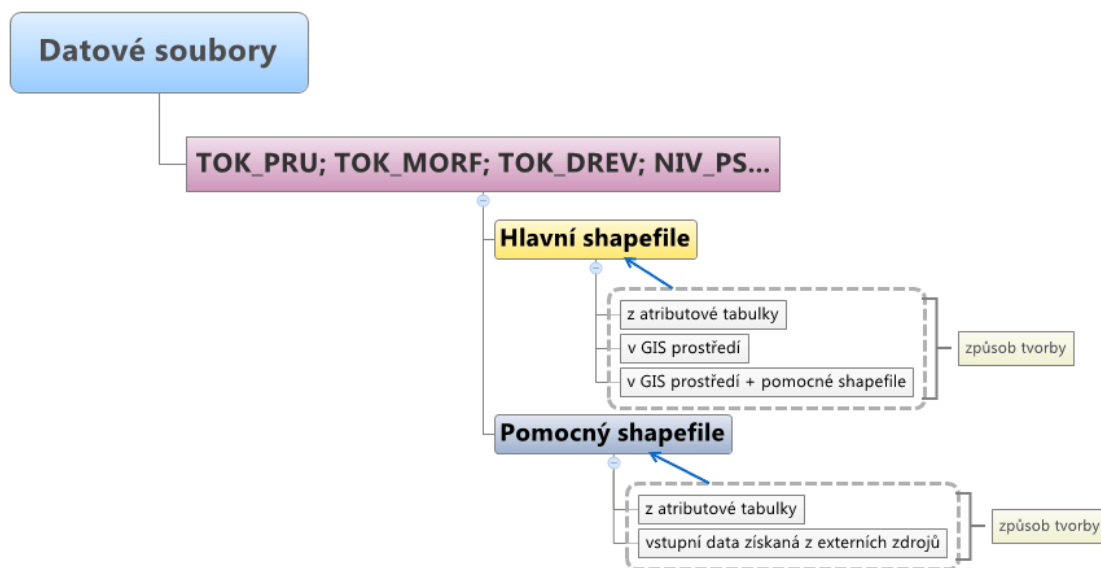 Datové soubory
TOK_PRU; TOK_MORF; TOK_DREV; NIV_PS...
Hlavní shapefile
z atributové tabulky
v GIS prostředí
v GIS prostředí + pomocné shapefile
způsob tvorby
Pomocný shapefile
z atributové tabulky
vstupní data získaná z externích zdrojů
způsob tvorby